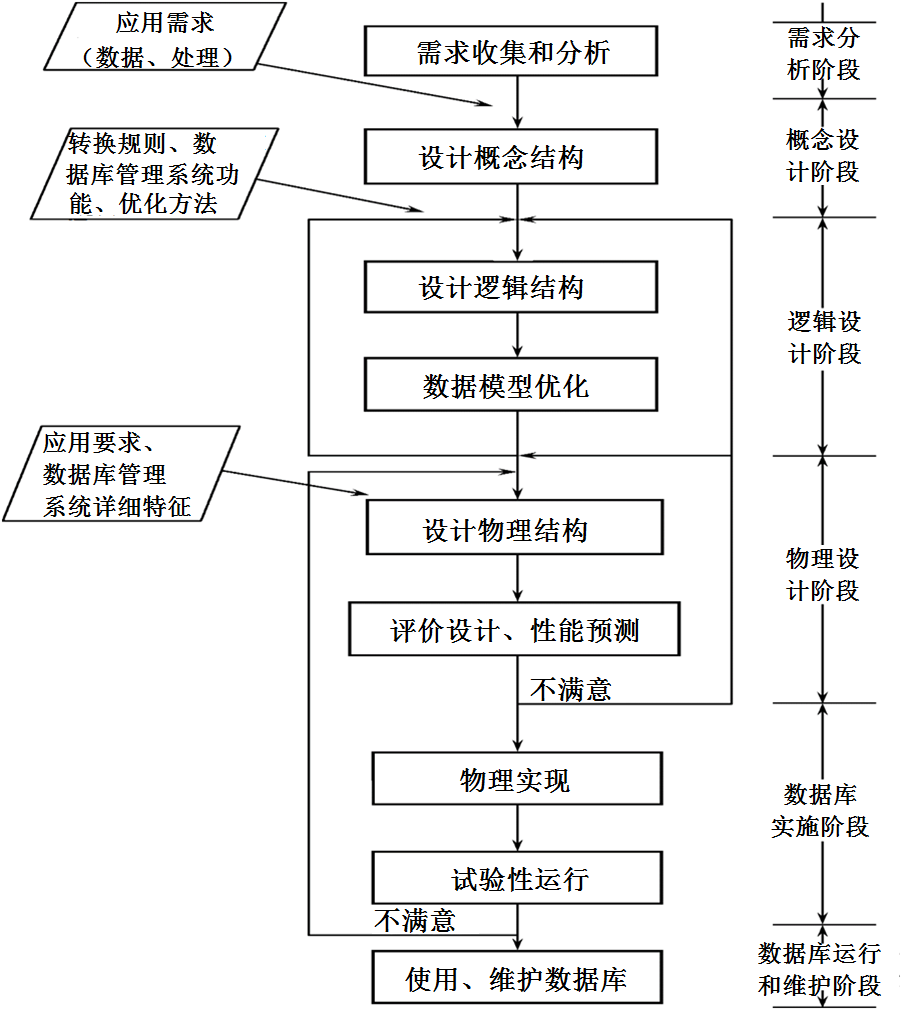 应用需求
（数据、处理）
需求收集和分析
需求分
析阶段
设计概念结构
概念设
计阶段
转换规则、数
据库管理系统功
能、优化方法
设计逻辑结构
逻辑设
计阶段
数据模型优化
应用要求、
数据库管理
系统详细特征
设计物理结构
物理设
计阶段
评价设计、性能预测
不满意
物理实现
数据库
实施阶段
试验性运行
不满意
使用、维护数据库
数据库运行
和维护阶段